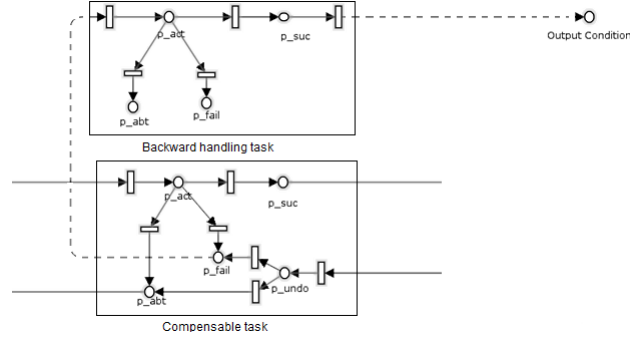 p_act
p_suc
Output Condition
p_abt
p_fail
Backward handling task
p_act
p_suc
p_fail
p_undo
p_abt
Compensable task